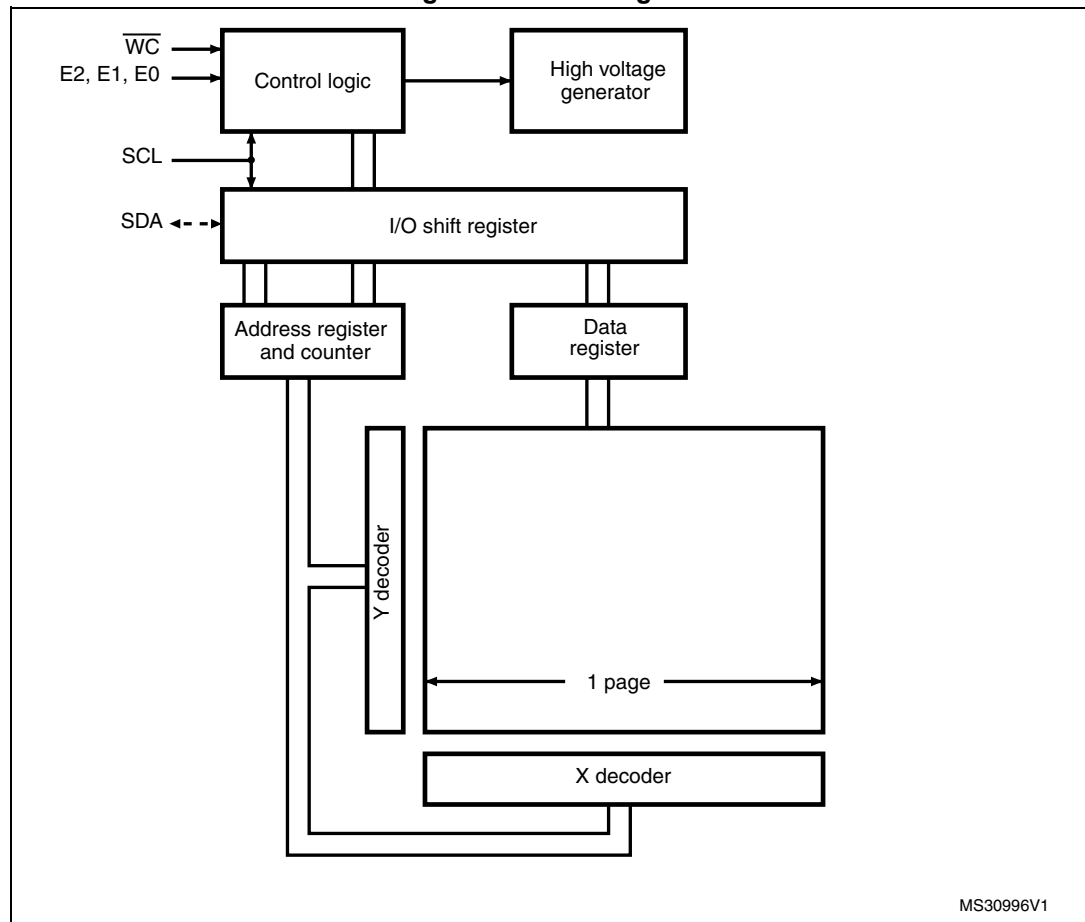 W̅C̅
E2, E1, E0
Control logic
High voltage
generator
SCL
SDA
I/O shift register
Address register
and counter
Data
register
Y decoder
1 page
X decoder
MS30996V1